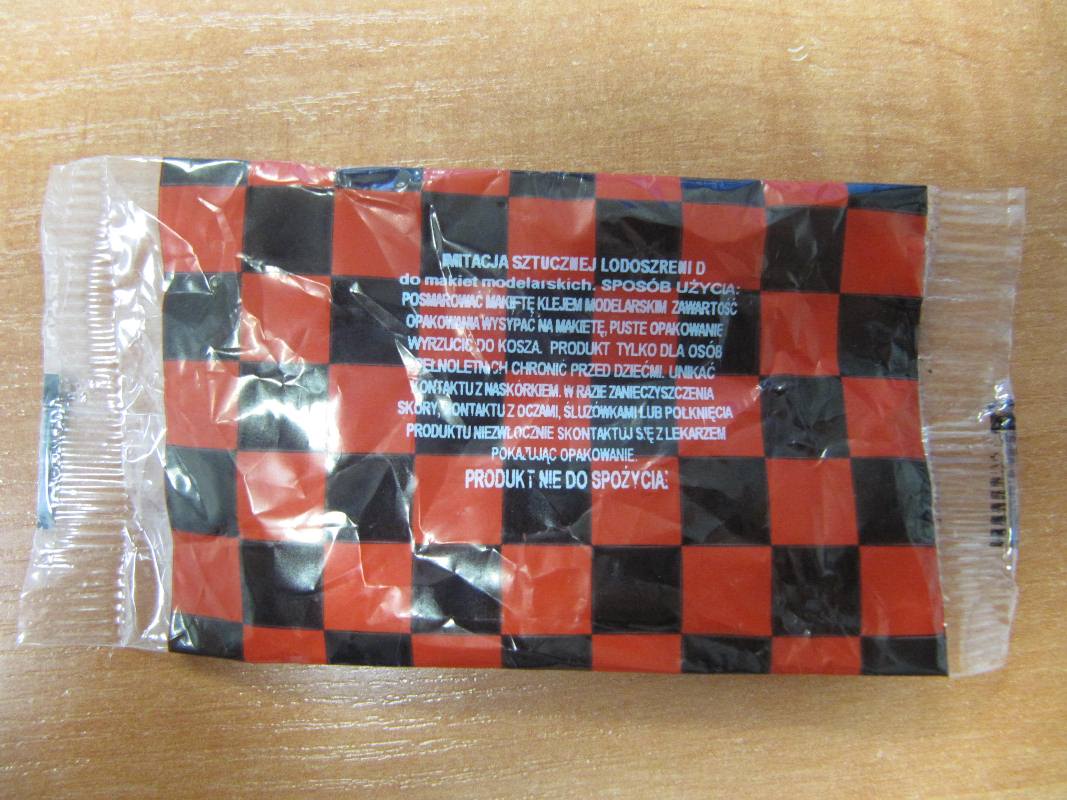 IMITACJA SZTUCZNEJ LODOSZRENI D
do makiet modelarskich. SPOSÓB UŻYCIA:
POSMAROWAĆ MAKIETĘ KLEJEM MODELARSKIM ZAWARTOŚĆ
OPAKOWANIA WYSYPAĆ NA MAKIETĘ, PUSTE OPAKOWANIE
WYRZUCIĆ DO KOSZA. PRODUKT TYLKO DLA OSÓB
PEŁNOLETNICH CHRONIĆ PRZED DZIEĆMI. UNIKAĆ
KONTAKTU Z NASKÓRKIEM. W RAZIE ZANIECZYSZCZENIA
SKÓRY, KONTAKTU Z OCZAMI, ŚLUZÓWKAMI LUB POŁKNIĘCIA
PRODUKTU NIEZWŁOCZNIE SKONTAKTUJ SIĘ Z LEKARZEM
POKAZUJĄC OPAKOWANIE.
PRODUKT NIE DO SPOŻYCIA!